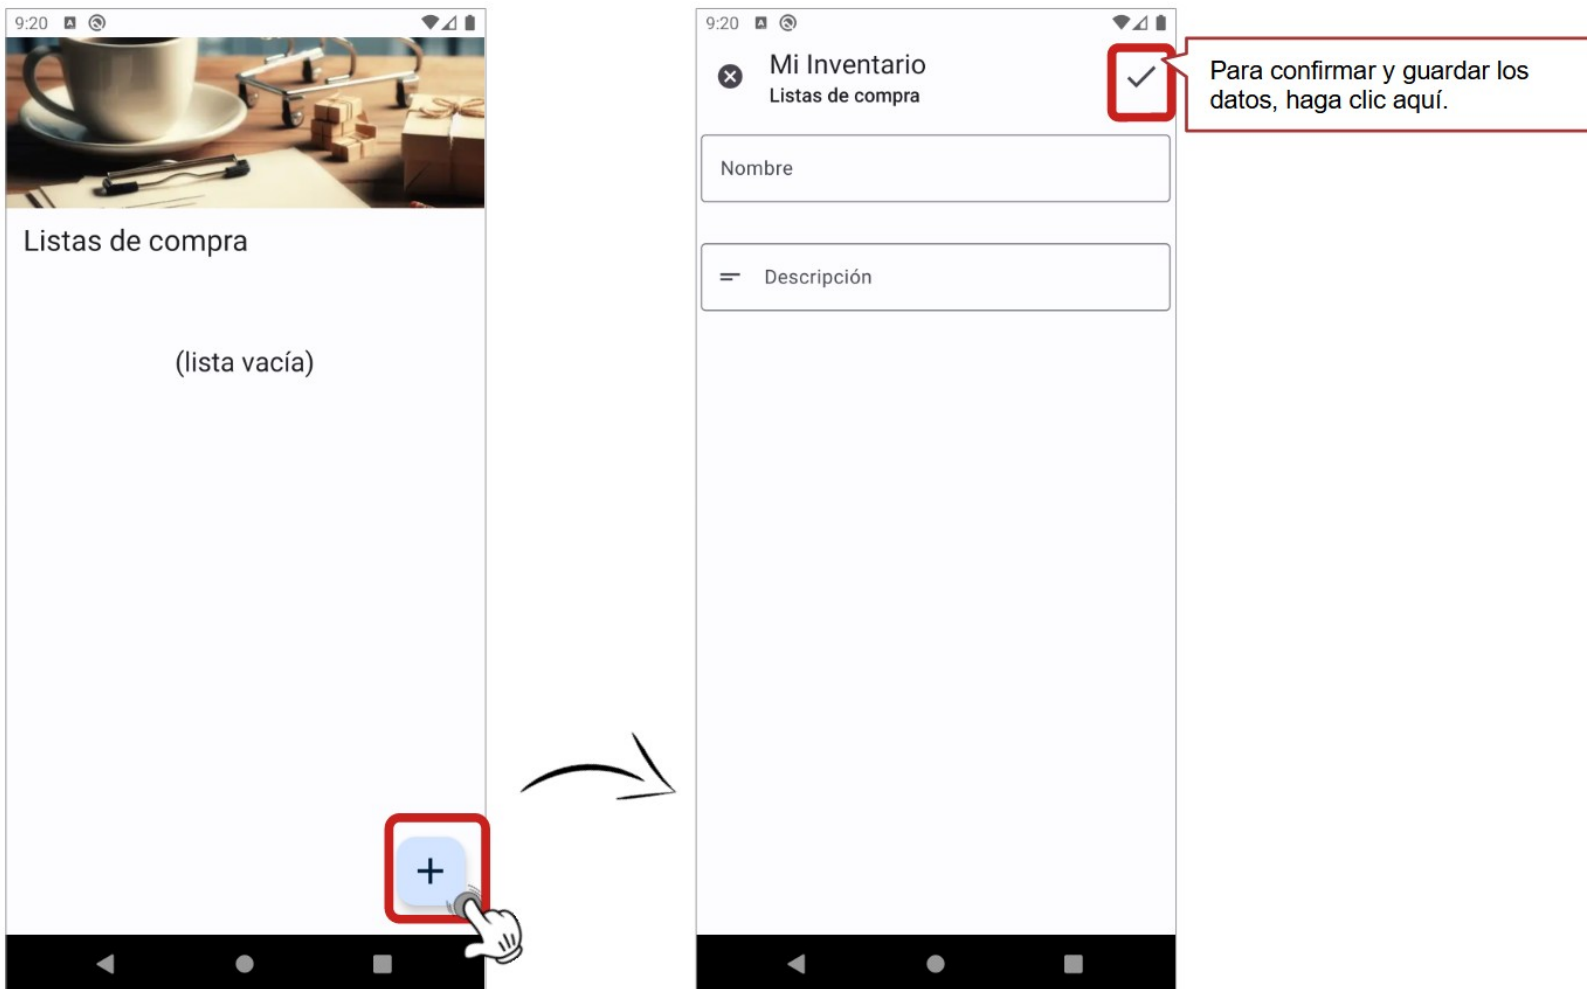 9:20
Listas de compra
(lista vacía)
9:20
Mi Inventario
Listas de compra
Nombre
Descripción
Para confirmar y guardar los
datos, haga clic aquí.